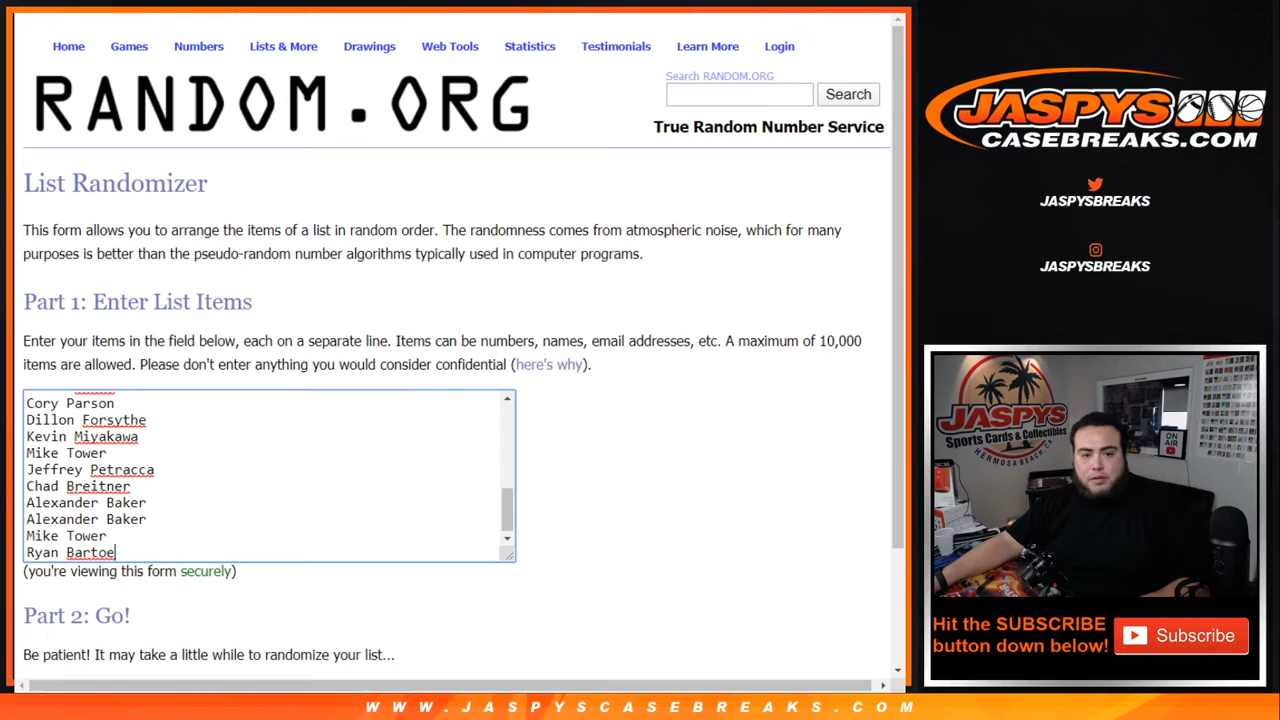 Home Games Numbers Lists & More Drawings Web Tools Statistics Testimonials Learn More Login
RANDOM.ORG
Search RANDOM.ORG
Search
True Random Number Service
List Randomizer
This form allows you to arrange the items of a list in random order. The randomness comes from atmospheric noise, which for many
purposes is better than the pseudo-random number algorithms typically used in computer programs.
Part 1: Enter List Items
Enter your items in the field below, each on a separate line. Items can be numbers, names, email addresses, etc. A maximum of 10,000
items are allowed. Please don't enter anything you would consider confidential (here's why).
Cory Parson
Dillon Forsythe
Kevin Miyakawa
Mike Tower
Jeffrey Petracca
Chad Breitner
Alexander Baker
Alexander Baker
Mike Tower
Ryan Bartoe
(you're viewing this form securely)
Part 2: Go!
Be patient! It may take a little while to randomize your list...
JASPYS
CASEBREAKS.COM
JASPYSBREAKS
JASPYSBREAKS
JASPYS
Sports Cards & Collectibles
HERMOSA BEACH, CA
ON
AIR
Hit the SUBSCRIBE
button down below!
Subscribe
WWW.JASPYSCASEBREAKS.COM